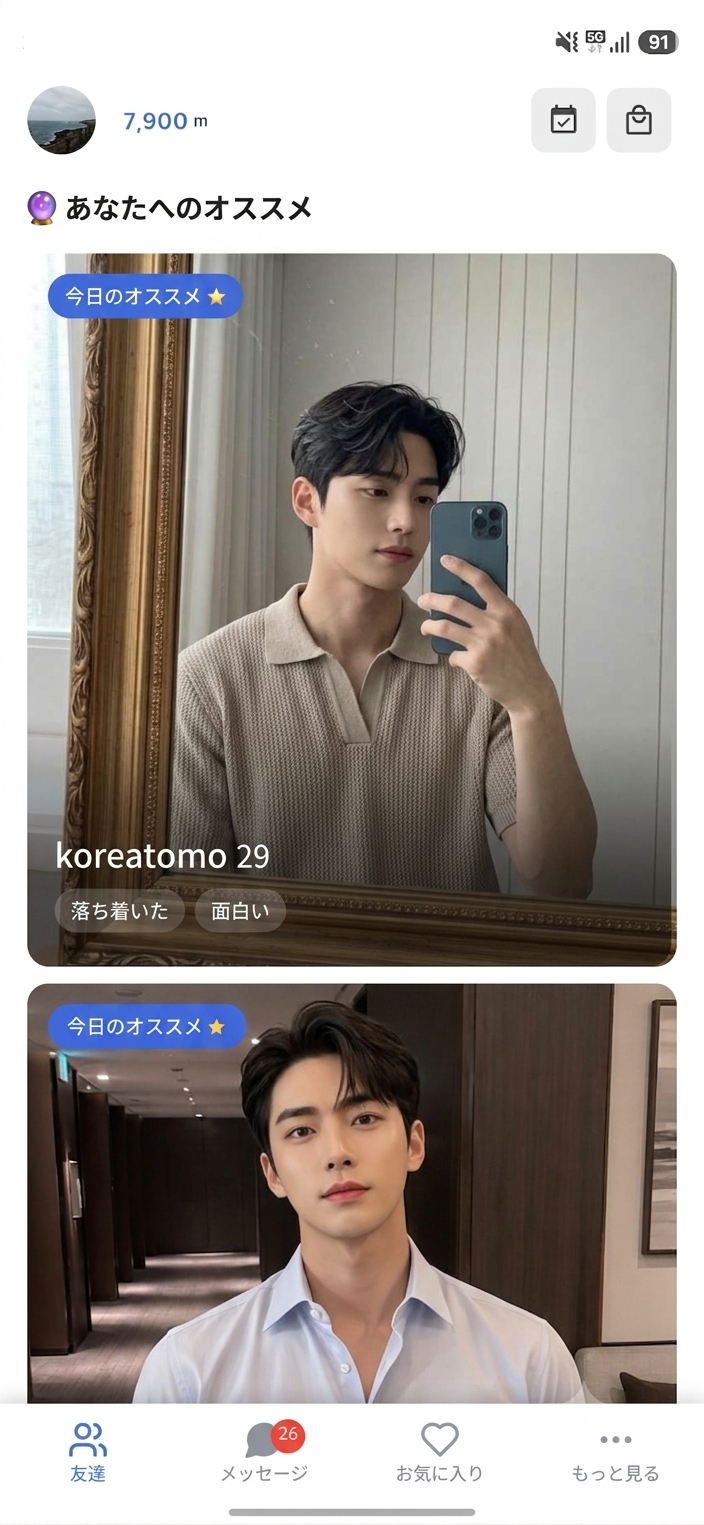 5G
91
7,900 m
あなたへのオススメ
今日のオススメ
koreatomo 29
落ち着いた 面白い
今日のオススメ
26
友達 メッセージ お気に入り もっと見る